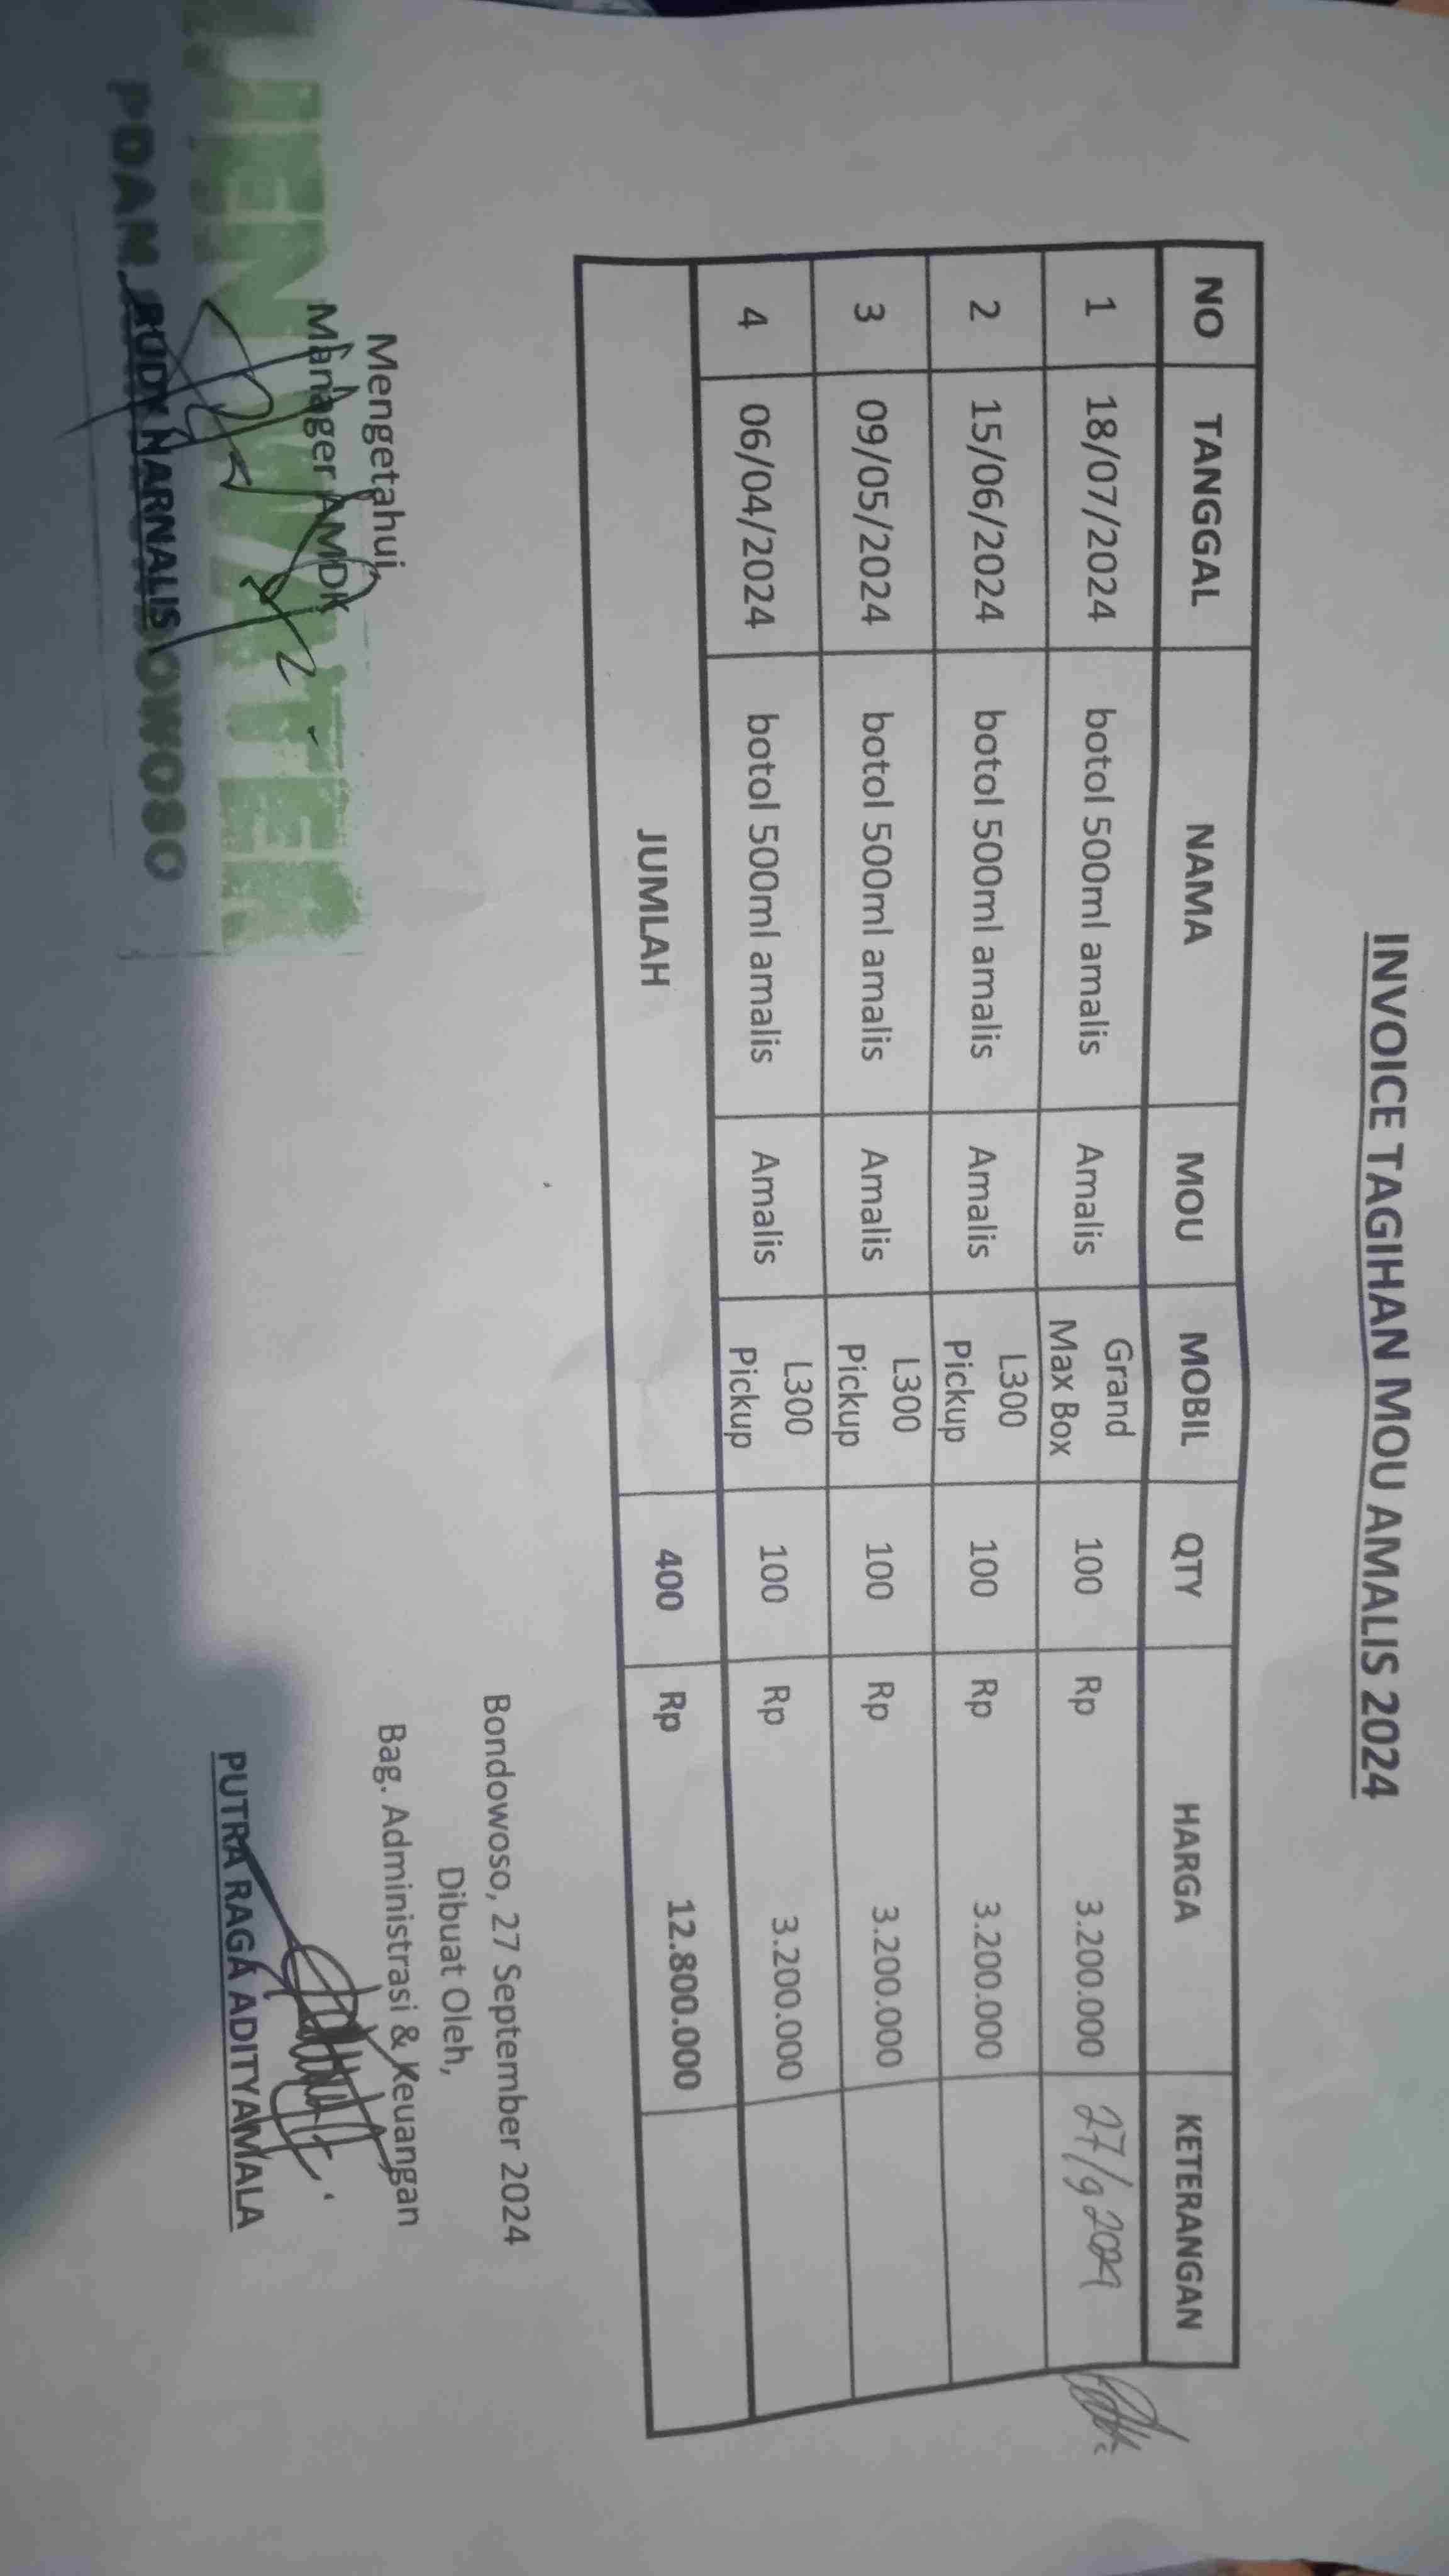 INVOICE TAGIHAN MOU AMALIS 2024
NO TANGGAL NAMA MOU MOBIL QTY HARGA KETERANGAN
1 18/07/2024 botol 500ml amalis Amalis Grand Max Box 100 Rp 3.200.000 27/9 2024
2 15/06/2024 botol 500ml amalis Amalis L300 Pickup 100 Rp 3.200.000
3 09/05/2024 botol 500ml amalis Amalis L300 Pickup 100 Rp 3.200.000
4 06/04/2024 botol 500ml amalis Amalis L300 Pickup 100 Rp 3.200.000
JUMLAH 400 Rp 12.800.000
Bondowoso, 27 September 2024
Mengetahui, Dibuat Oleh,
Manager AMDK Bag. Administrasi & Keuangan
WATER
PDAM
RUDY NARNALIS PUTRA RAGA ADITYAMALA